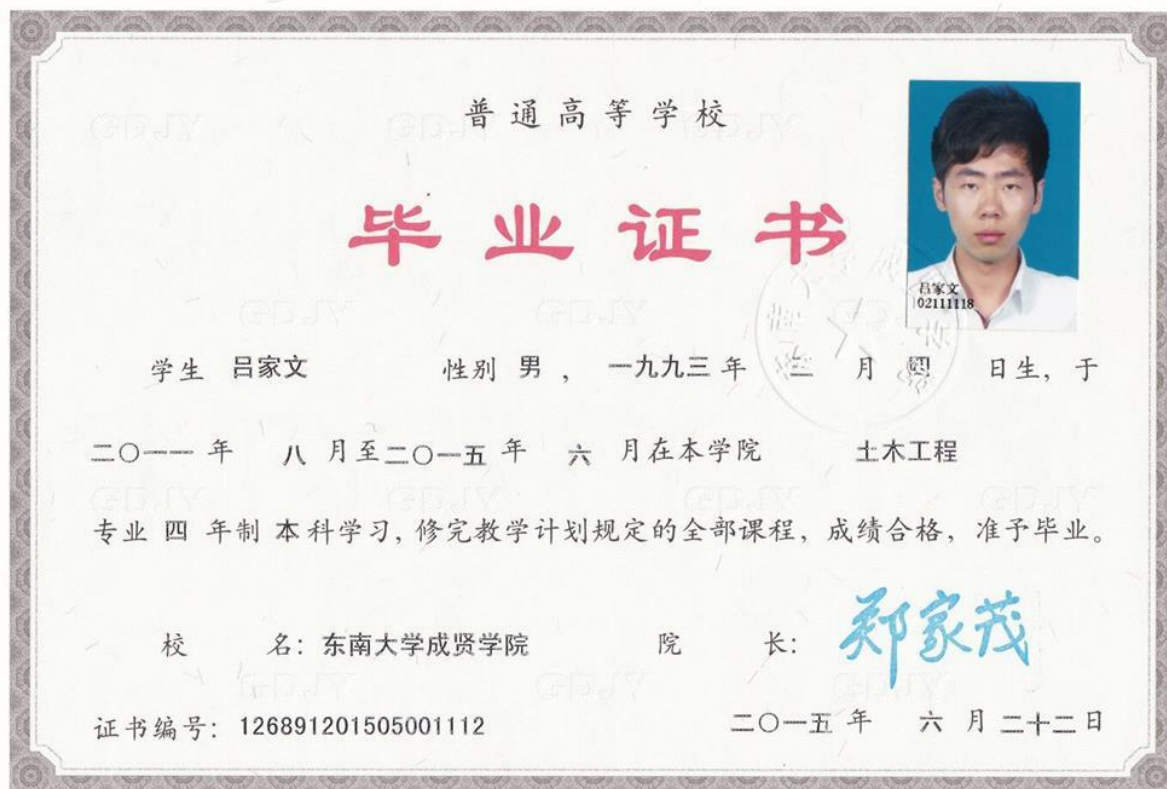 普通高等学校
毕业证书
吕家文
02111118
学生 吕家文 性别 男 ， 一九九三 年 月 四 日生，于
二〇一一 年 八 月至二〇一五 年 六 月在本学院 土木工程
专业 四 年制 本科学习，修完教学计划规定的全部课程，成绩合格，准予毕业。
校 名：东南大学成贤学院 院 长：郑家茂
证书编号：126891201505001112 二〇一五 年 六 月 二十二日